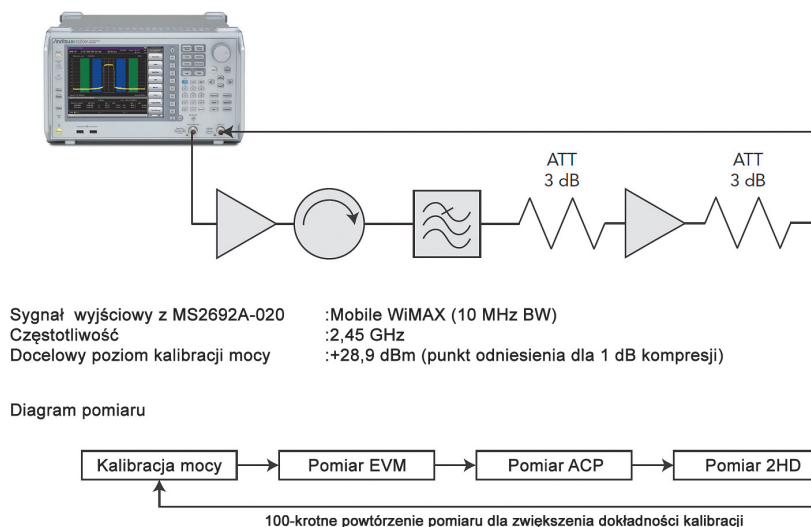 Anritsu
ATT
3 dB
ATT
3 dB
Sygnał wyjściowy z MS2692A-020 :Mobile WiMAX (10 MHz BW)
Częstotliwość :2,45 GHz
Docelowy poziom kalibracji mocy :+28,9 dBm (punkt odniesienia dla 1 dB kompresji)
Diagram pomiaru
Kalibracja mocy
Pomiar EVM
Pomiar ACP
Pomiar 2HD
100-krotne powtórzenie pomiaru dla zwiększenia dokładności kalibracji